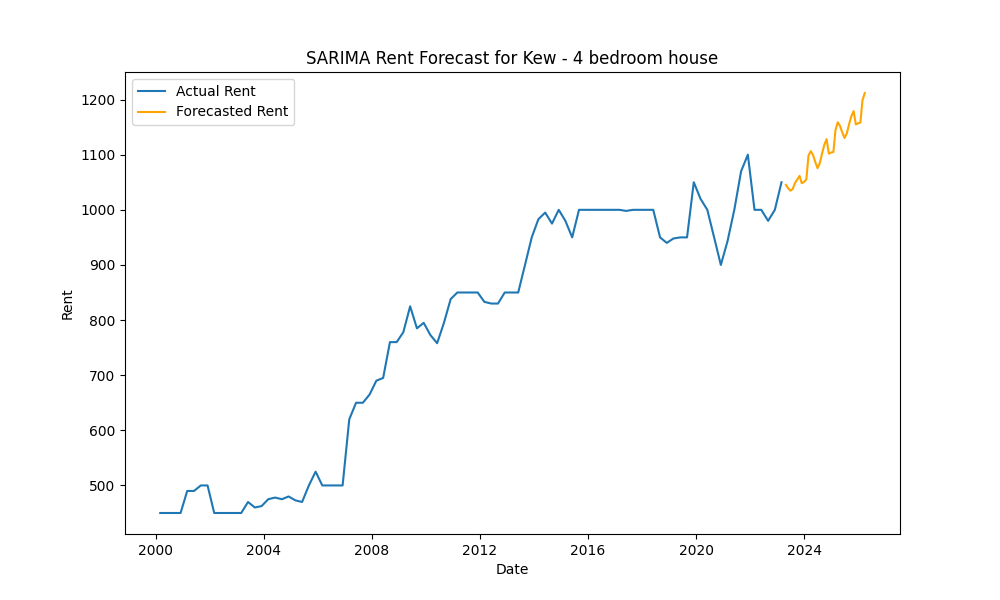 SARIMA Rent Forecast for Kew - 4 bedroom house
Actual Rent
Forecasted Rent
1200
1100
1000
900
800
700
600
500
Rent
2000 2004 2008 2012 2016 2020 2024
Date